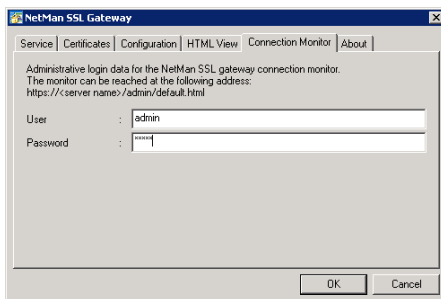 NetMan SSL Gateway
Service Certificates Configuration HTML View Connection Monitor About
Administrative login data for the NetMan SSL gateway connection monitor.
The monitor can be reached at the following address:
https://<server name>/admin/default.html
User : admin
Password : *****
OK Cancel